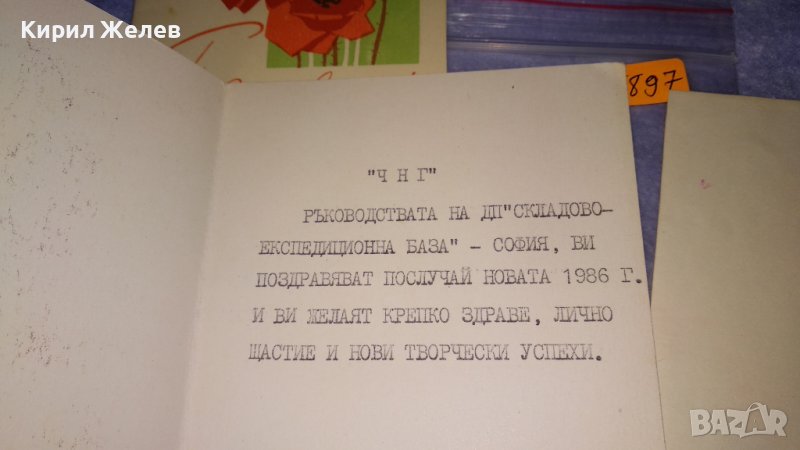 Кирил Желев
897
"Ч Н Г"
РЪКОВОДСТВАТА НА ДП"СКЛАДОВО-
ЕКСПЕДИЦИОННА БАЗА" - СОФИЯ, ВИ
ПОЗДРАВЯВАТ ПОСЛУЧАЙ НОВАТА 1986 Г.
И ВИ ЖЕЛАЯТ КРЕПКО ЗДРАВЕ, ЛИЧНО
ЩАСТИЕ И НОВИ ТВОРЧЕСКИ УСПЕХИ.
BAZAR